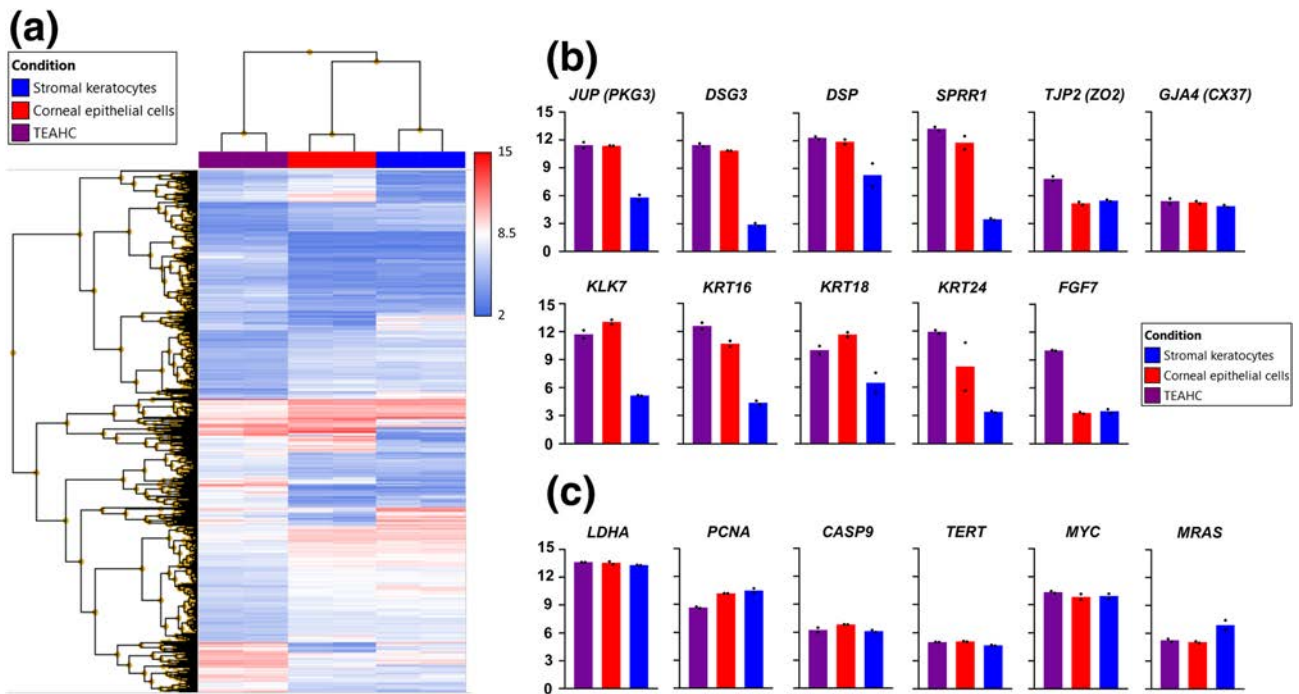 (a)
Condition
Stromal keratocytes
Corneal epithelial cells
TEAHC
15
8.5
2
(b)
JUP (PKG3) DSG3 DSP SPRR1 TJP2 (ZO2) GJA4 (CX37)
15
12
9
6
3
0
KLK7 KRT16 KRT18 KRT24 FGF7
15
12
9
6
3
0
Condition
Stromal keratocytes
Corneal epithelial cells
TEAHC
(c)
LDHA PCNA CASP9 TERT MYC MRAS
15
12
9
6
3
0